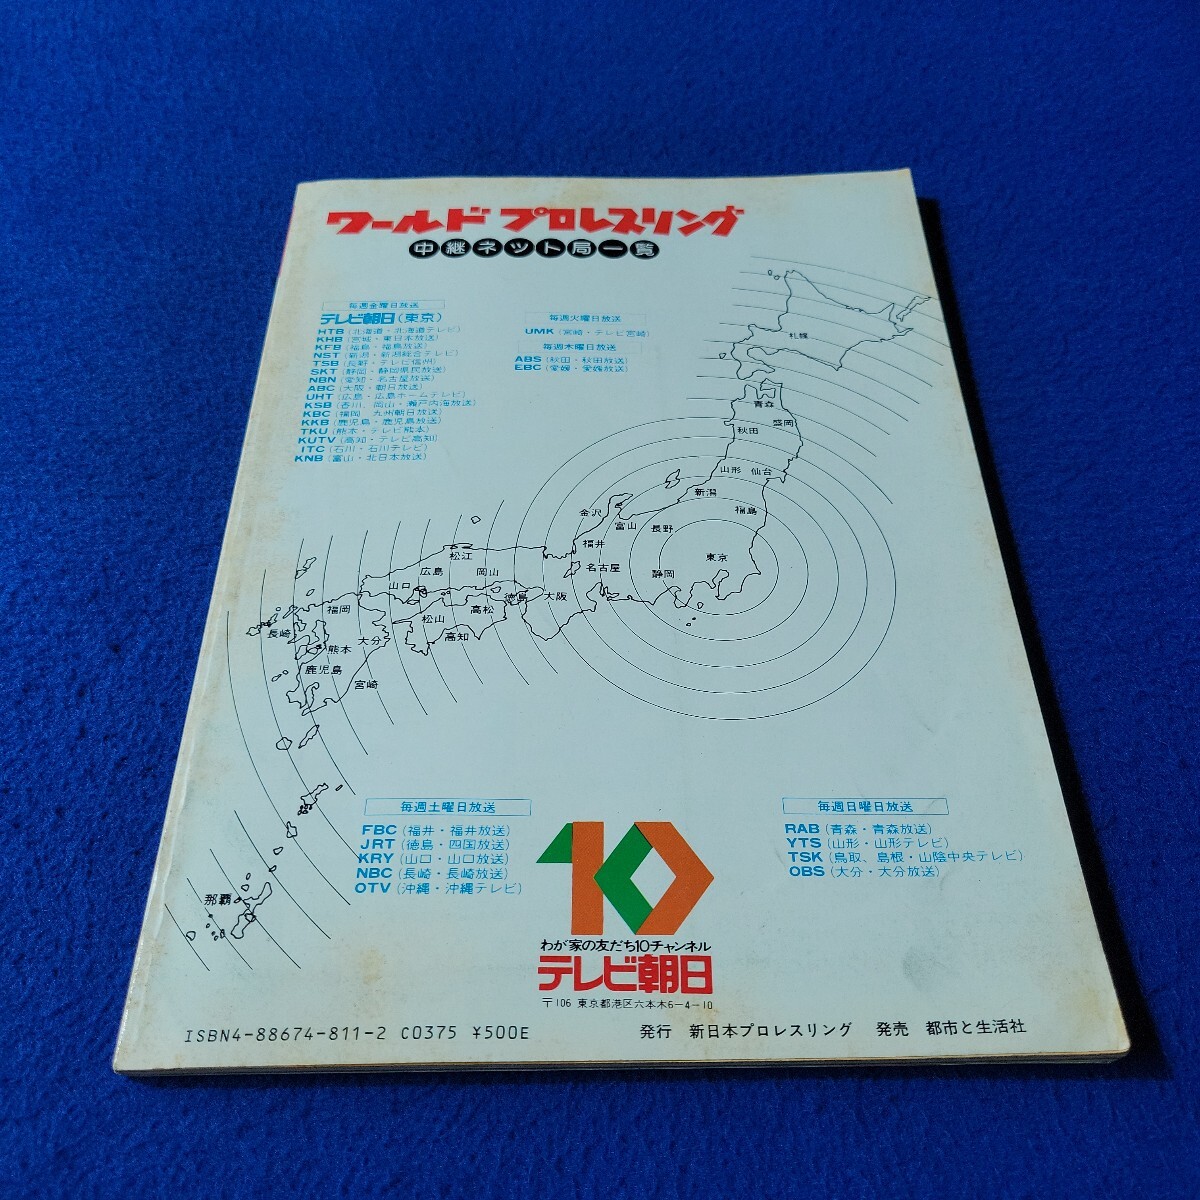 ワールドプロレスリング
中継ネット局一覧
毎週金曜日放送
テレビ朝日(東京)
HTB(北海道・北海道テレビ)
KHB(宮城・東日本放送)
KFB(福島・福島放送)
NST(新潟・新潟総合テレビ)
TSB(長野・テレビ信州)
SKT(静岡・静岡県民放送)
NBN(愛知・名古屋放送)
ABC(大阪・朝日放送)
UHT(広島・広島ホームテレビ)
KSB(香川、岡山・瀬戸内海放送)
KBC(福岡 九州朝日放送)
KKB(鹿児島・鹿児島放送)
TKU(熊本・テレビ熊本)
KUTV(高知・テレビ高知)
ITC(石川・石川テレビ)
KNB(富山・北日本放送)
毎週火曜日放送
UMK(宮崎・テレビ宮崎)
毎週木曜日放送
ABS(秋田・秋田放送)
EBC(愛媛・愛媛放送)
札幌
青森
秋田
盛岡
山形
仙台
新潟
福島
金沢
富山
長野
福井
東京
名古屋
静岡
松江
広島
岡山
山口
徳島
大阪
福岡
高松
松山
長崎
大分
高知
熊本
鹿児島
宮崎
那覇
毎週土曜日放送
FBC(福井・福井放送)
JRT(徳島・四国放送)
KRY(山口・山口放送)
NBC(長崎・長崎放送)
OTV(沖縄・沖縄テレビ)
毎週日曜日放送
RAB(青森・青森放送)
YTS(山形・山形テレビ)
TSK(鳥取、島根・山陰中央テレビ)
OBS(大分・大分放送)
10
わが家の友だち10チャンネル
テレビ朝日
〒106 東京都港区六本木6-4-10
ISBN4-88674-811-2 C0375 ¥500E
発行 新日本プロレスリング 発売 都市と生活社